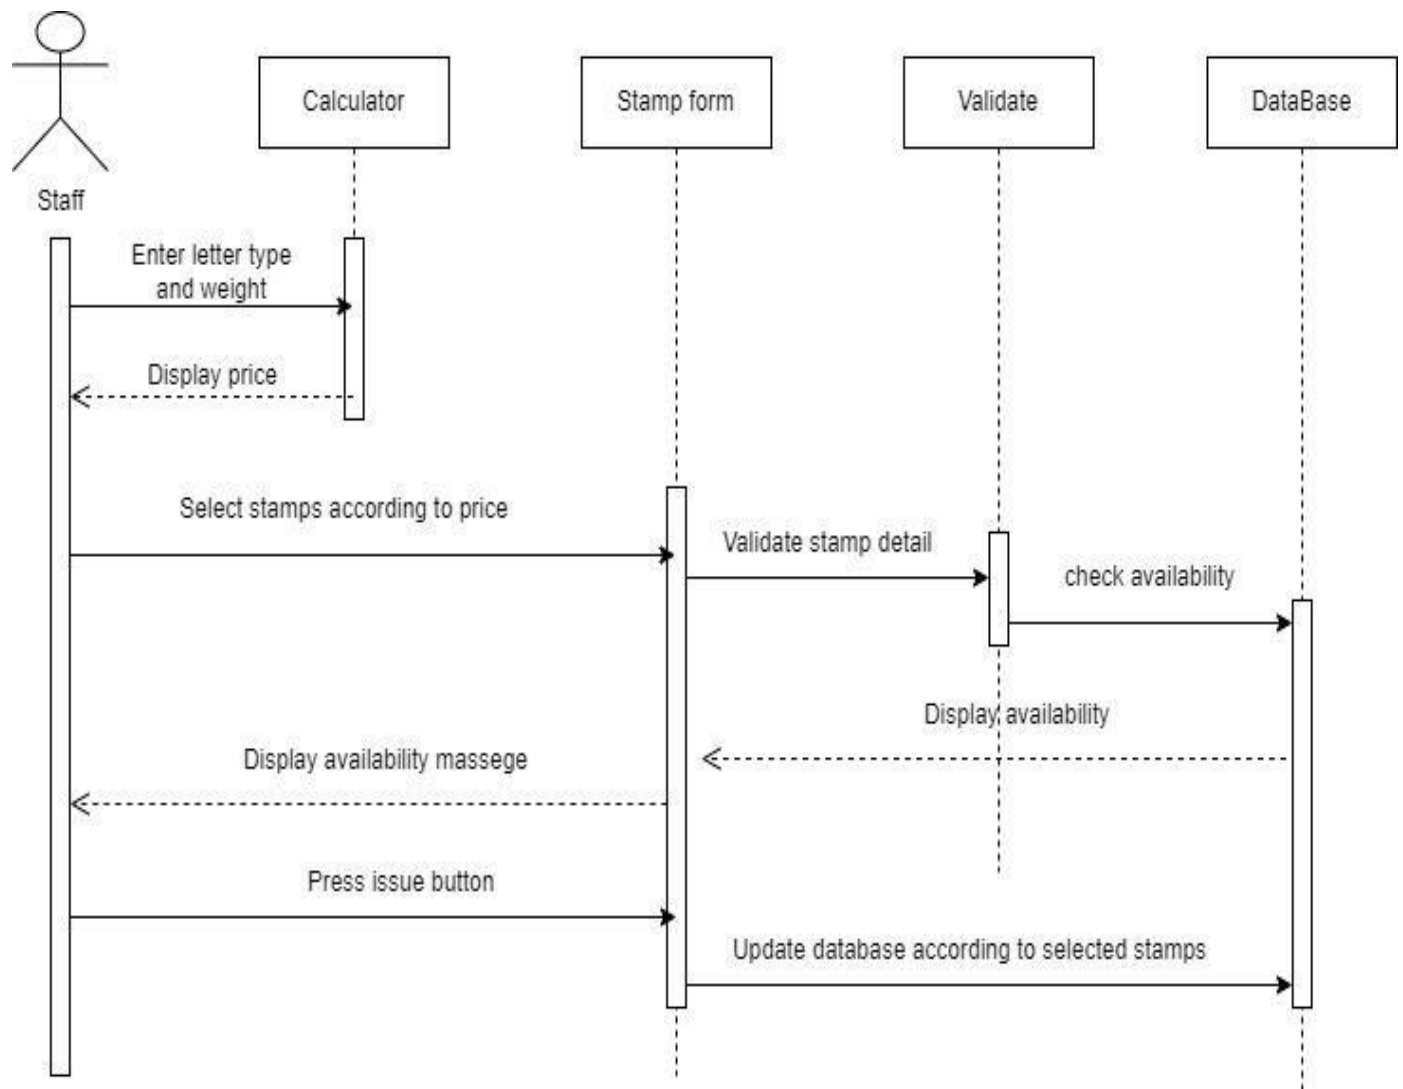 Calculator
Stamp form
Validate
DataBase
Staff
Enter letter type
and weight
Display price
Select stamps according to price
Validate stamp detail
check availability
Display availability
Display availability massege
Press issue button
Update database according to selected stamps